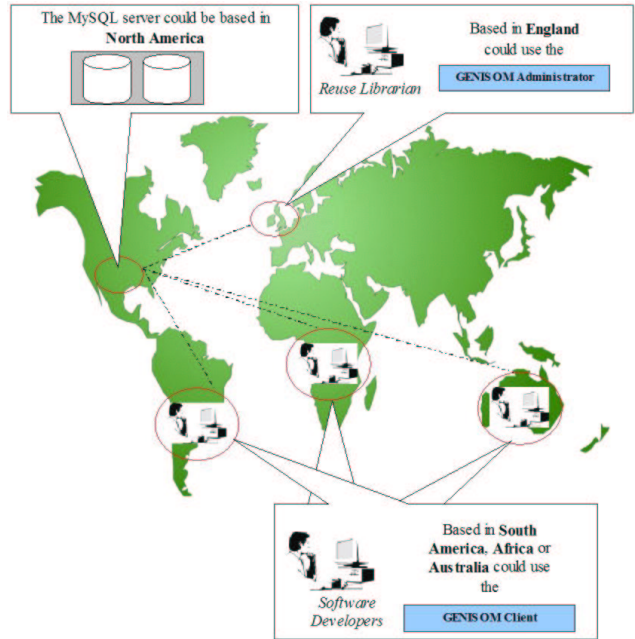 The MySQL server could be based in
North America
Reuse Librarian
Based in England
could use the
GENISOM Administrator
Software
Developers
Based in South
America, Africa or
Australia could use
the
GENISOM Client